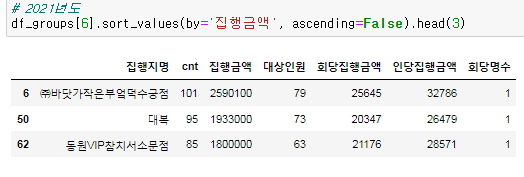 # 2021년도
df_groups[6].sort_values(by='집행금액', ascending=False).head(3)
집행지명 cnt 집행금액 대상인원 회당집행금액 인당집행금액 회당명수
6 ㈜바닷가작은부엌덕수궁점 101 2590100 79 25645 32786 1
50 대복 95 1933000 73 20347 26479 1
62 동원VIP참치서소문점 85 1800000 63 21176 28571 1